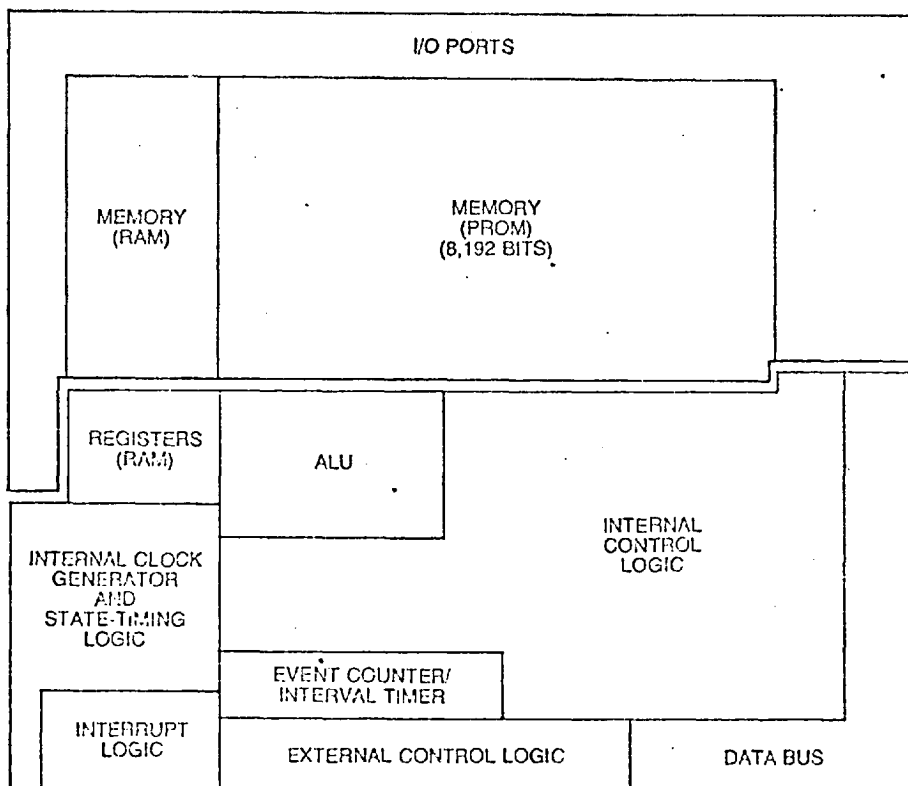 I/O PORTS
MEMORY
(RAM)
MEMORY
(PROM)
(8,192 BITS)
REGISTERS
(RAM)
ALU
INTERNAL
CONTROL
LOGIC
INTERNAL CLOCK
GENERATOR
AND
STATE-TIMING
LOGIC
EVENT COUNTER/
INTERVAL TIMER
INTERRUPT
LOGIC
EXTERNAL CONTROL LOGIC
DATA BUS